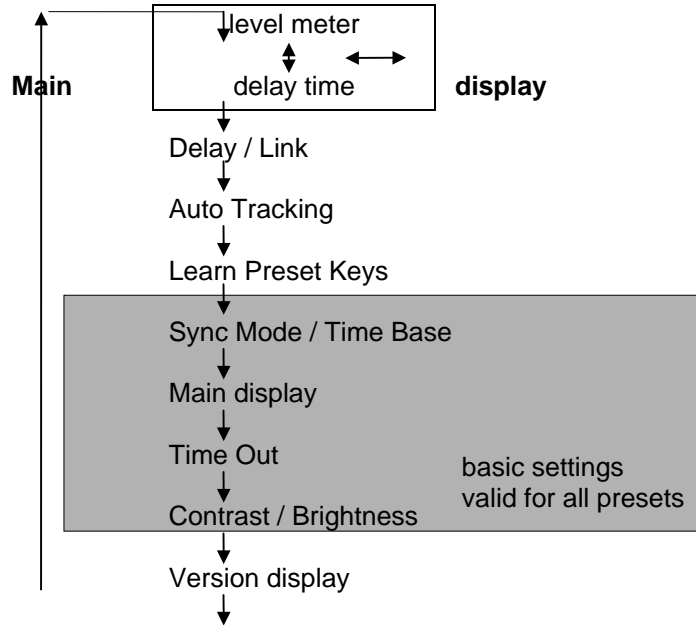 level meter
Main delay time display
Delay / Link
Auto Tracking
Learn Preset Keys
Sync Mode / Time Base
Main display
Time Out
basic settings
valid for all presets
Contrast / Brightness
Version display